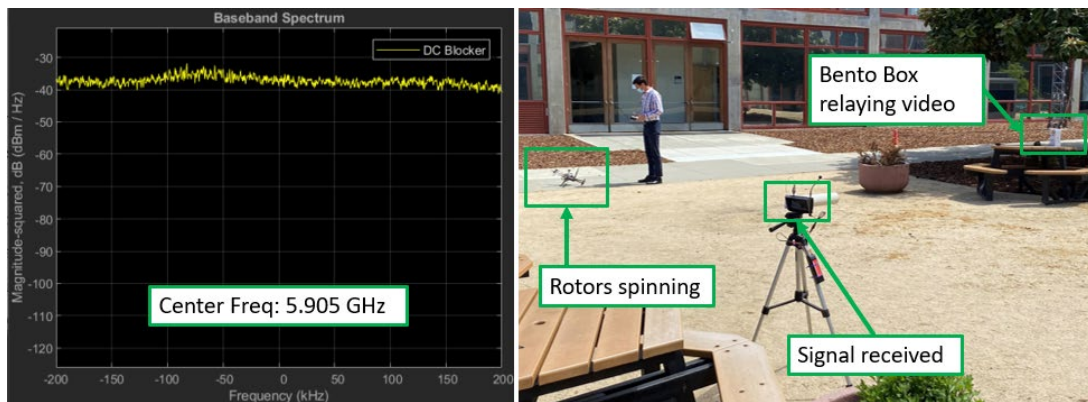 Baseband Spectrum
DC Blocker
Magnitude-squared, dB (dBm / Hz)
-30
-40
-50
-60
-70
-80
-90
-100
-110
-120
Center Freq: 5.905 GHz
-200 -150 -100 -50 0 50 100 150 200
Frequency (kHz)
Bento Box
relaying video
Rotors spinning
Signal received